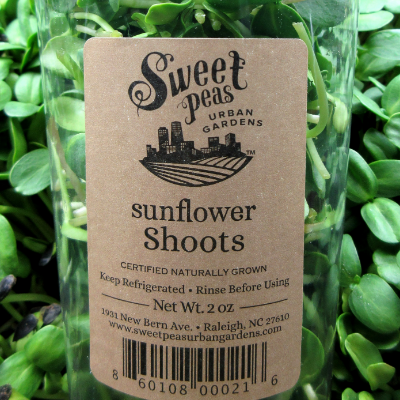 Sweet
peas
URBAN
GARDENS
TM
sunflower
Shoots
CERTIFIED NATURALLY GROWN
Keep Refrigerated • Rinse Before Using
Net Wt. 2 oz
1931 New Bern Ave. • Raleigh, NC 27610
www.sweetpeasurbangardens.com
8 60108 00021 6